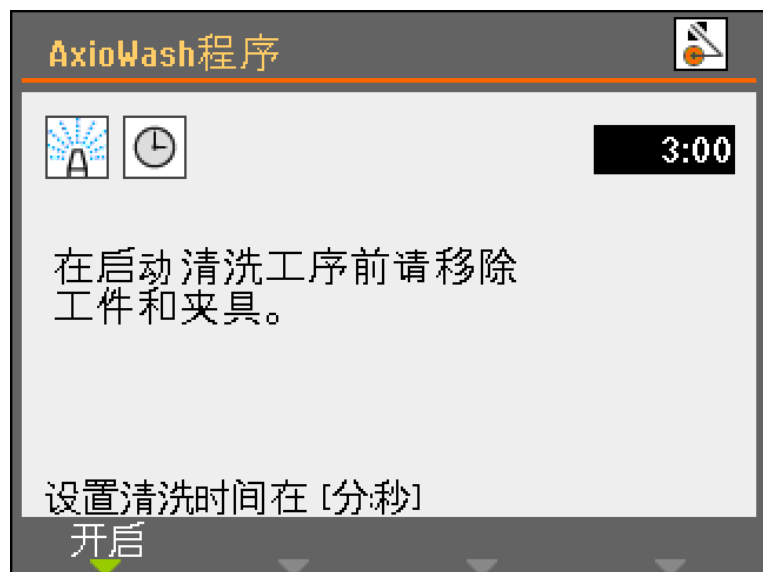 AxioWash程序
3:00
在启动清洗工序前请移除
工件和夹具。
设置清洗时间在 [分:秒]
开启